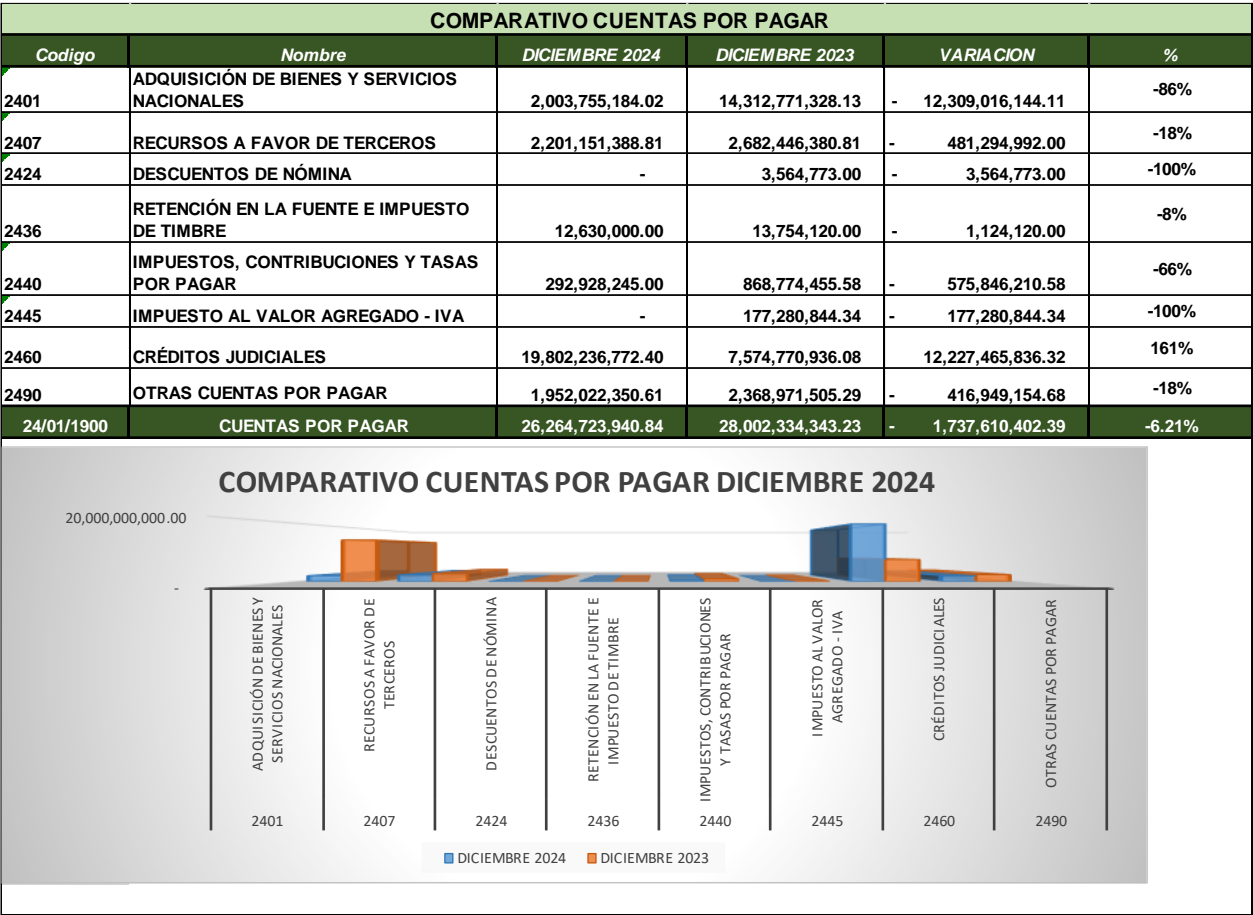 COMPARATIVO CUENTAS POR PAGAR
Codigo Nombre DICIEMBRE 2024 DICIEMBRE 2023 VARIACION %
ADQUISICIÓN DE BIENES Y SERVICIOS
2401 NACIONALES 2,003,755,184.02 14,312,771,328.13 - 12,309,016,144.11 -86%
2407 RECURSOS A FAVOR DE TERCEROS 2,201,151,388.81 2,682,446,380.81 - 481,294,992.00 -18%
2424 DESCUENTOS DE NÓMINA - 3,564,773.00 - 3,564,773.00 -100%
RETENCIÓN EN LA FUENTE E IMPUESTO
2436 DE TIMBRE 12,630,000.00 13,754,120.00 - 1,124,120.00 -8%
IMPUESTOS, CONTRIBUCIONES Y TASAS
2440 POR PAGAR 292,928,245.00 868,774,455.58 - 575,846,210.58 -66%
2445 IMPUESTO AL VALOR AGREGADO - IVA - 177,280,844.34 - 177,280,844.34 -100%
2460 CRÉDITOS JUDICIALES 19,802,236,772.40 7,574,770,936.08 12,227,465,836.32 161%
2490 OTRAS CUENTAS POR PAGAR 1,952,022,350.61 2,368,971,505.29 - 416,949,154.68 -18%
24/01/1900 CUENTAS POR PAGAR 26,264,723,940.84 28,002,334,343.23 - 1,737,610,402.39 -6.21%
COMPARATIVO CUENTAS POR PAGAR DICIEMBRE 2024
20,000,000,000.00
-
ADQUISICIÓN DE BIENES Y
SERVICIOS NACIONALES
RECURSOS A FAVOR DE
TERCEROS
DESCUENTOS DE NÓMINA
RETENCIÓN EN LA FUENTE E
IMPUESTO DE TIMBRE
IMPUESTOS, CONTRIBUCIONES
Y TASAS POR PAGAR
IMPUESTO AL VALOR
AGREGADO - IVA
CRÉDITOS JUDICIALES
OTRAS CUENTAS POR PAGAR
2401 2407 2424 2436 2440 2445 2460 2490
DICIEMBRE 2024 DICIEMBRE 2023